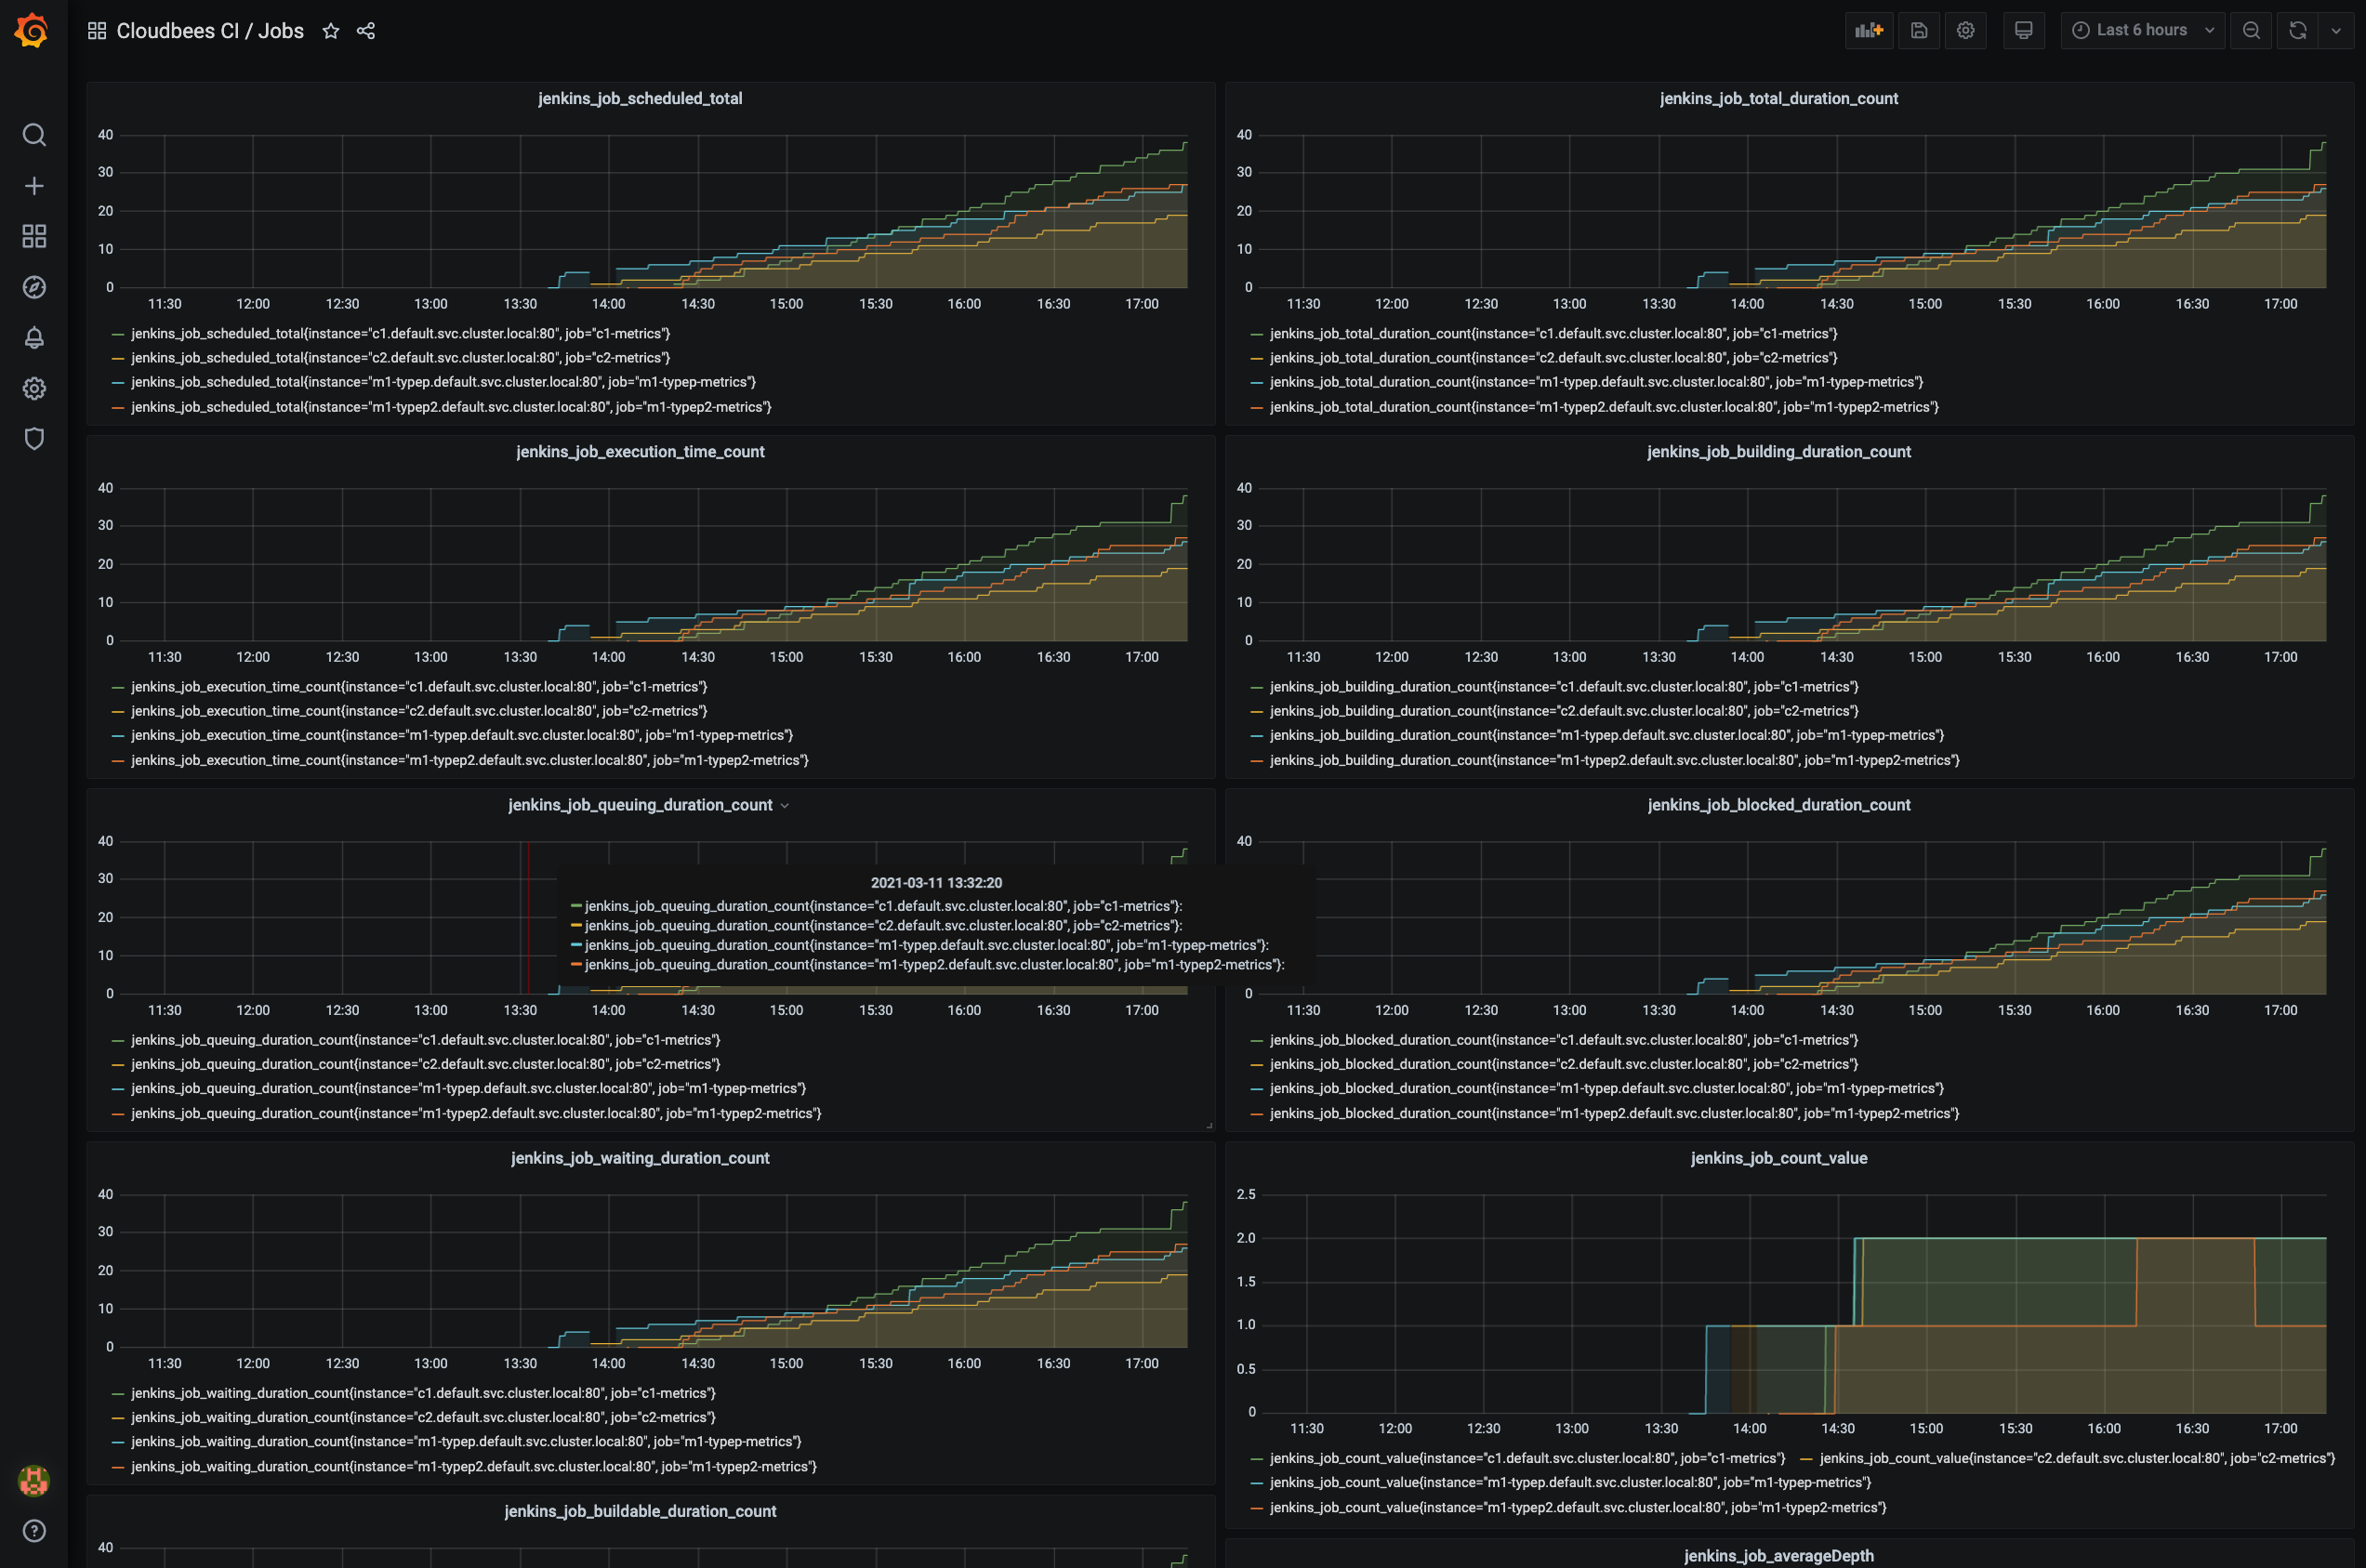 Cloudbees CI / Jobs
Last 6 hours
jenkins_job_scheduled_total
40
30
20
10
0
11:30 12:00 12:30 13:00 13:30 14:00 14:30 15:00 15:30 16:00 16:30 17:00
jenkins_job_scheduled_total{instance="c1.default.svc.cluster.local:80", job="c1-metrics"}
jenkins_job_scheduled_total{instance="c2.default.svc.cluster.local:80", job="c2-metrics"}
jenkins_job_scheduled_total{instance="m1-typep.default.svc.cluster.local:80", job="m1-typep-metrics"}
jenkins_job_scheduled_total{instance="m1-typep2.default.svc.cluster.local:80", job="m1-typep2-metrics"}
jenkins_job_total_duration_count
40
30
20
10
0
11:30 12:00 12:30 13:00 13:30 14:00 14:30 15:00 15:30 16:00 16:30 17:00
jenkins_job_total_duration_count{instance="c1.default.svc.cluster.local:80", job="c1-metrics"}
jenkins_job_total_duration_count{instance="c2.default.svc.cluster.local:80", job="c2-metrics"}
jenkins_job_total_duration_count{instance="m1-typep.default.svc.cluster.local:80", job="m1-typep-metrics"}
jenkins_job_total_duration_count{instance="m1-typep2.default.svc.cluster.local:80", job="m1-typep2-metrics"}
jenkins_job_execution_time_count
40
30
20
10
0
11:30 12:00 12:30 13:00 13:30 14:00 14:30 15:00 15:30 16:00 16:30 17:00
jenkins_job_execution_time_count{instance="c1.default.svc.cluster.local:80", job="c1-metrics"}
jenkins_job_execution_time_count{instance="c2.default.svc.cluster.local:80", job="c2-metrics"}
jenkins_job_execution_time_count{instance="m1-typep.default.svc.cluster.local:80", job="m1-typep-metrics"}
jenkins_job_execution_time_count{instance="m1-typep2.default.svc.cluster.local:80", job="m1-typep2-metrics"}
jenkins_job_building_duration_count
40
30
20
10
0
11:30 12:00 12:30 13:00 13:30 14:00 14:30 15:00 15:30 16:00 16:30 17:00
jenkins_job_building_duration_count{instance="c1.default.svc.cluster.local:80", job="c1-metrics"}
jenkins_job_building_duration_count{instance="c2.default.svc.cluster.local:80", job="c2-metrics"}
jenkins_job_building_duration_count{instance="m1-typep.default.svc.cluster.local:80", job="m1-typep-metrics"}
jenkins_job_building_duration_count{instance="m1-typep2.default.svc.cluster.local:80", job="m1-typep2-metrics"}
jenkins_job_queuing_duration_count
40
30
20
10
0
2021-03-11 13:32:20
jenkins_job_queuing_duration_count{instance="c1.default.svc.cluster.local:80", job="c1-metrics"}:
jenkins_job_queuing_duration_count{instance="c2.default.svc.cluster.local:80", job="c2-metrics"}:
jenkins_job_queuing_duration_count{instance="m1-typep.default.svc.cluster.local:80", job="m1-typep-metrics"}:
jenkins_job_queuing_duration_count{instance="m1-typep2.default.svc.cluster.local:80", job="m1-typep2-metrics"}:
11:30 12:00 12:30 13:00 13:30 14:00 14:30 15:00 15:30 16:00 16:30 17:00
jenkins_job_queuing_duration_count{instance="c1.default.svc.cluster.local:80", job="c1-metrics"}
jenkins_job_queuing_duration_count{instance="c2.default.svc.cluster.local:80", job="c2-metrics"}
jenkins_job_queuing_duration_count{instance="m1-typep.default.svc.cluster.local:80", job="m1-typep-metrics"}
jenkins_job_queuing_duration_count{instance="m1-typep2.default.svc.cluster.local:80", job="m1-typep2-metrics"}
jenkins_job_blocked_duration_count
40
0
11:30 12:00 12:30 13:00 13:30 14:00 14:30 15:00 15:30 16:00 16:30 17:00
jenkins_job_blocked_duration_count{instance="c1.default.svc.cluster.local:80", job="c1-metrics"}
jenkins_job_blocked_duration_count{instance="c2.default.svc.cluster.local:80", job="c2-metrics"}
jenkins_job_blocked_duration_count{instance="m1-typep.default.svc.cluster.local:80", job="m1-typep-metrics"}
jenkins_job_blocked_duration_count{instance="m1-typep2.default.svc.cluster.local:80", job="m1-typep2-metrics"}
jenkins_job_waiting_duration_count
40
30
20
10
0
11:30 12:00 12:30 13:00 13:30 14:00 14:30 15:00 15:30 16:00 16:30 17:00
jenkins_job_waiting_duration_count{instance="c1.default.svc.cluster.local:80", job="c1-metrics"}
jenkins_job_waiting_duration_count{instance="c2.default.svc.cluster.local:80", job="c2-metrics"}
jenkins_job_waiting_duration_count{instance="m1-typep.default.svc.cluster.local:80", job="m1-typep-metrics"}
jenkins_job_waiting_duration_count{instance="m1-typep2.default.svc.cluster.local:80", job="m1-typep2-metrics"}
jenkins_job_count_value
2.5
2.0
1.5
1.0
0.5
0
11:30 12:00 12:30 13:00 13:30 14:00 14:30 15:00 15:30 16:00 16:30 17:00
jenkins_job_count_value{instance="c1.default.svc.cluster.local:80", job="c1-metrics"} jenkins_job_count_value{instance="c2.default.svc.cluster.local:80", job="c2-metrics"}
jenkins_job_count_value{instance="m1-typep.default.svc.cluster.local:80", job="m1-typep-metrics"}
jenkins_job_count_value{instance="m1-typep2.default.svc.cluster.local:80", job="m1-typep2-metrics"}
jenkins_job_buildable_duration_count
40
jenkins_job_averageDepth